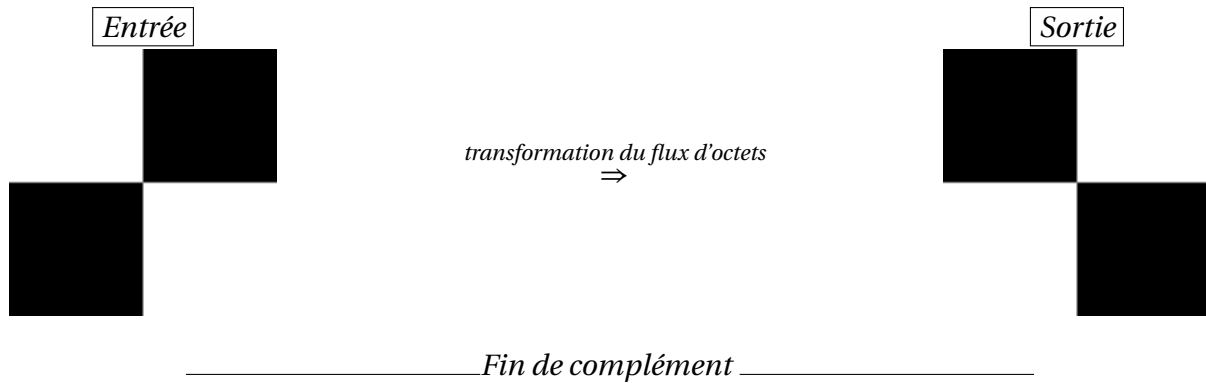 Entrée
Sortie
transformation du flux d'octets
⇒
Fin de complément